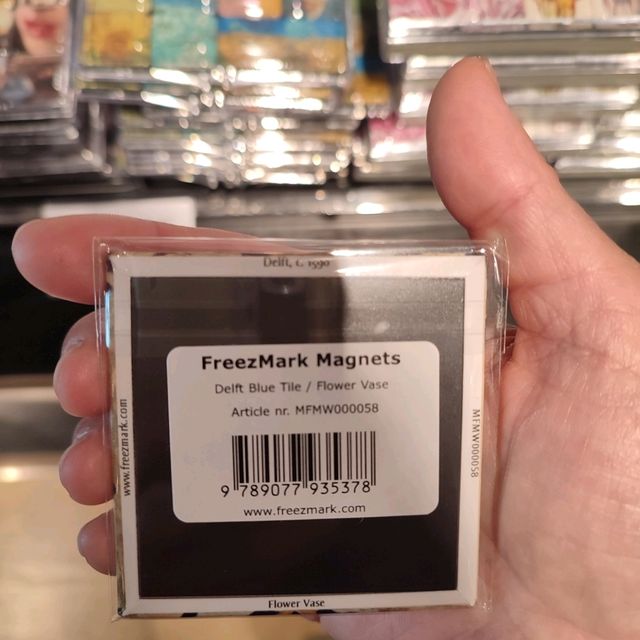 Delft, c. 1590
FreezMark Magnets
Delft Blue Tile / Flower Vase
Article nr. MFMW000058
9 789077 935378
www.freezmark.com
www.freezmark.com
MFMW000058
Flower Vase